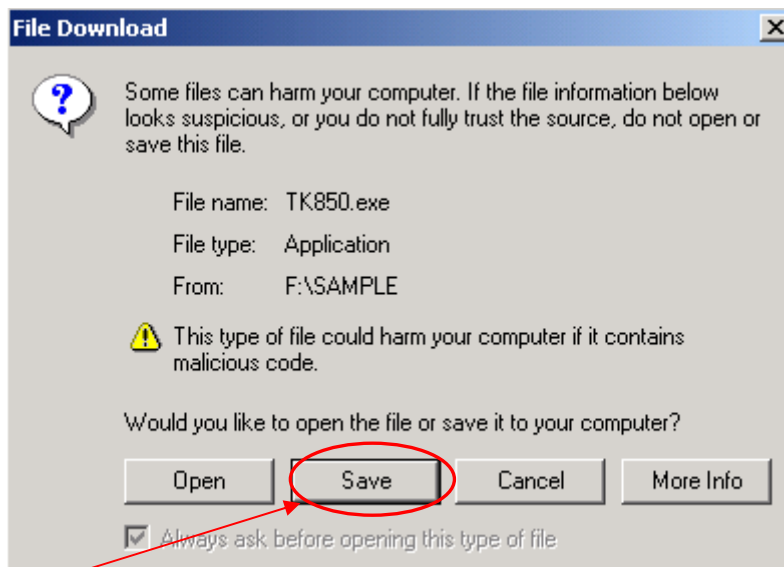 File Download
Some files can harm your computer. If the file information below
looks suspicious, or you do not fully trust the source, do not open or
save this file.
File name: TK850.exe
File type: Application
From: F:\SAMPLE
This type of file could harm your computer if it contains
malicious code.
Would you like to open the file or save it to your computer?
Open Save Cancel More Info
Always ask before opening this type of file